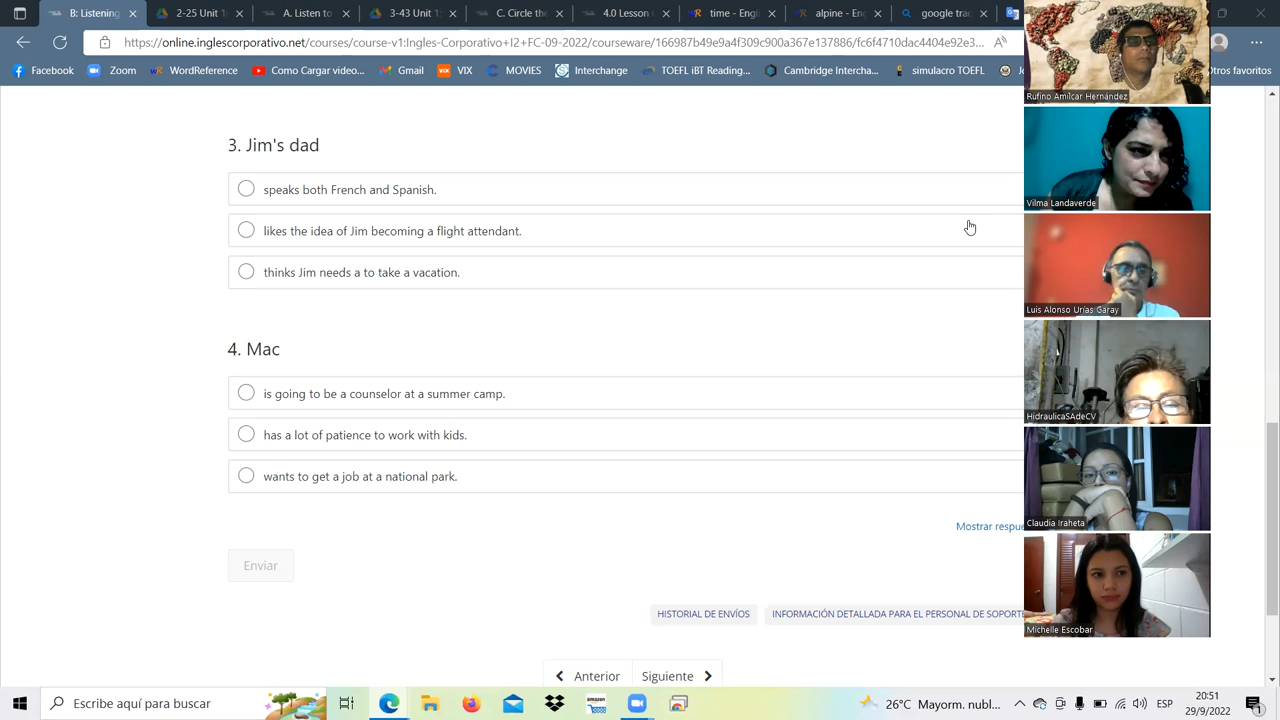 B: Listening
2-25 Unit 1
A. Listening
3-43 Unit 1
C. Circle the
4.0 Lesson
time - Engl
alpine - Eng
google tra
https://online.inglescorporativo.net/courses/course-v1:Ingles-Corporativo+I2+FC-09-2022/courseware/166987b49e9a4f309c900a367e137886/fc6f4710dac4404e92e3...
Facebook
Zoom
WordReference
Como Cargar video...
Gmail
VIX
MOVIES
Interchange
TOEFL iBT Reading...
Cambridge Intercha...
simulacro TOEFL
Otros favoritos
3. Jim's dad
speaks both French and Spanish.
likes the idea of Jim becoming a flight attendant.
thinks Jim needs a to take a vacation.
4. Mac
is going to be a counselor at a summer camp.
has a lot of patience to work with kids.
wants to get a job at a national park.
Mostrar respue
Enviar
HISTORIAL DE ENVÍOS
INFORMACIÓN DETALLADA PARA EL PERSONAL DE SOPORTE
Anterior
Siguiente
Rufino Amilcar Hernández
Vilma Landaverde
Luis Alonso Urías Garay
HidraulicaSAdeCV
Claudia Iraheta
Michelle Escobar
Escribe aquí para buscar
amazon
26°C Mayorm. nubl...
ESP
20:51
29/9/2022
1